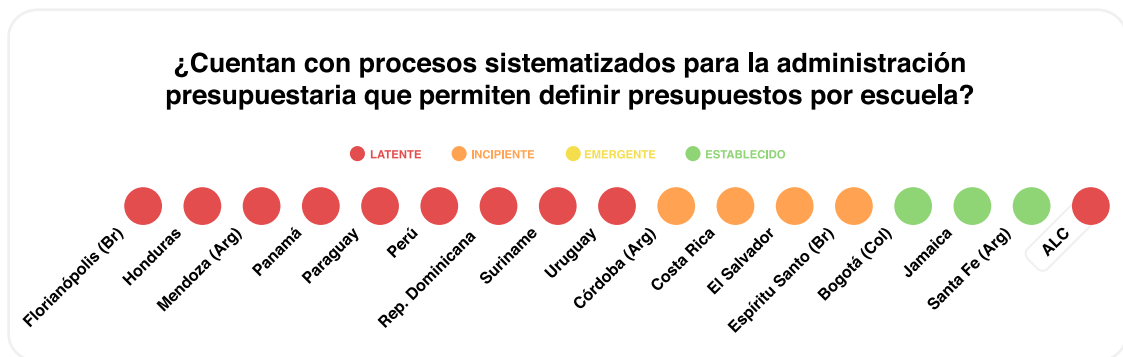 ¿Cuentan con procesos sistematizados para la administración
presupuestaria que permiten definir presupuestos por escuela?
LATENTE
INCIPIENTE
EMERGENTE
ESTABLECIDO
Florianópolis (Br)
Honduras
Mendoza (Arg)
Panamá
Paraguay
Perú
Rep. Dominicana
Suriname
Uruguay
Córdoba (Arg)
Costa Rica
El Salvador
Espíritu Santo (Br)
Bogotá (Col)
Jamaica
Santa Fe (Arg)
ALC